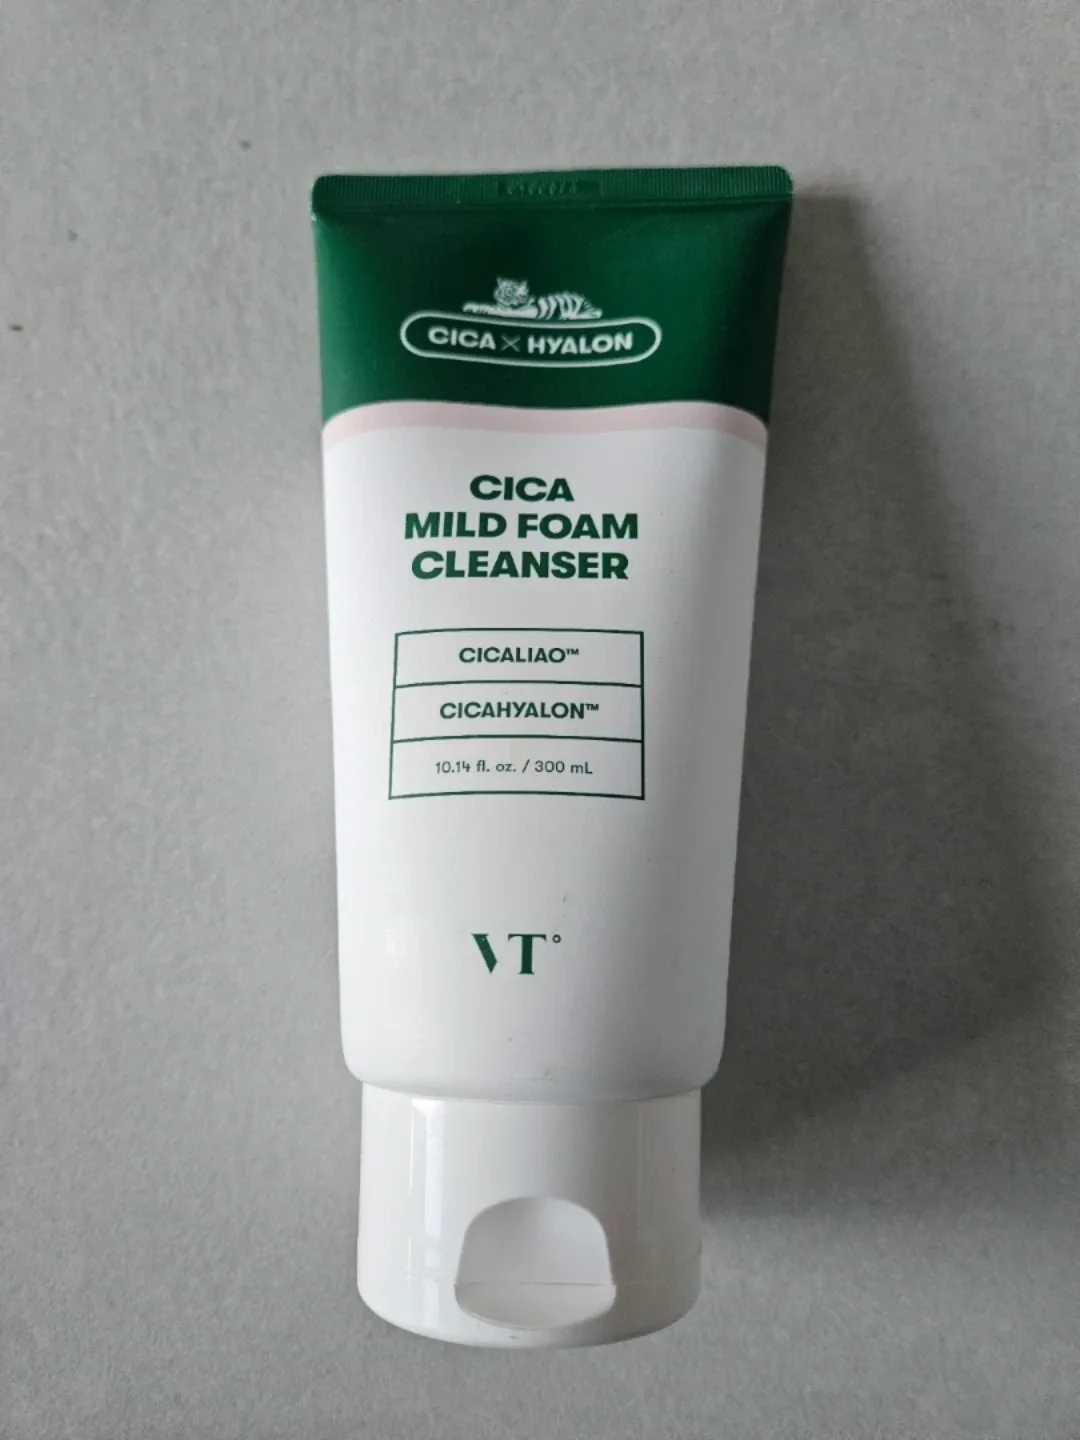 CICA X HYALON
CICA
MILD FOAM
CLEANSER
CICALIAO™
CICAHYALON™
10.14 fl. oz. / 300 mL
VT°